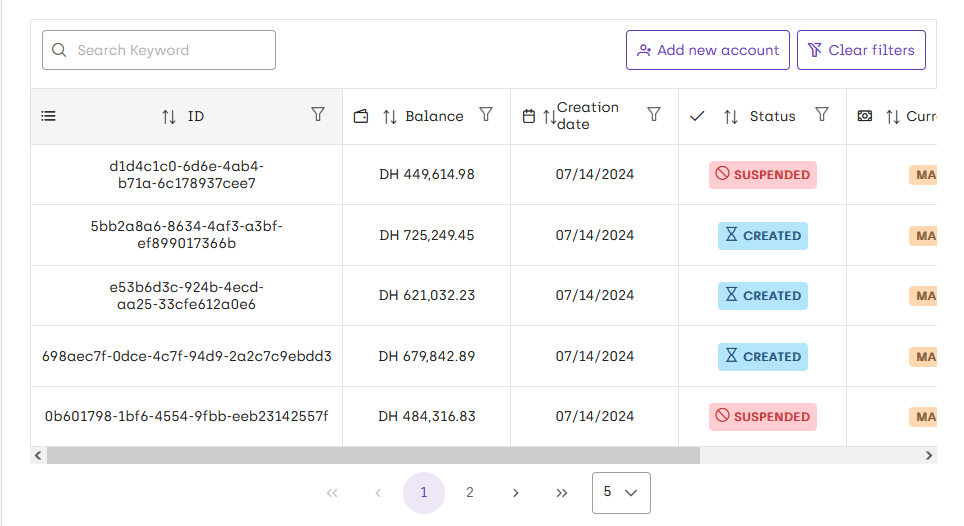 Search Keyword
Add new account
Clear filters
ID
Balance
Creation
date
Status
Curr
d1d4c1c0-6d6e-4ab4-
b71a-6c178937cee7
DH 449,614.98
07/14/2024
SUSPENDED
MA
5bb2a8a6-8634-4af3-a3bf-
ef899017366b
DH 725,249.45
07/14/2024
CREATED
MA
e53b6d3c-924b-4ecd-
aa25-33cfe612a0e6
DH 621,032.23
07/14/2024
CREATED
MA
698aec7f-0dce-4c7f-94d9-2a2c7c9ebdd3
DH 679,842.89
07/14/2024
CREATED
MA
0b601798-1bf6-4554-9fbb-eeb23142557f
DH 484,316.83
07/14/2024
SUSPENDED
MA
1
2
5